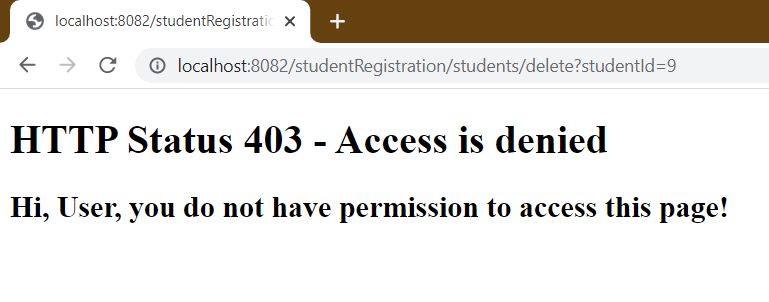 localhost:8082/studentRegistratic
localhost:8082/studentRegistration/students/delete?studentId=9
HTTP Status 403 - Access is denied
Hi, User, you do not have permission to access this page!